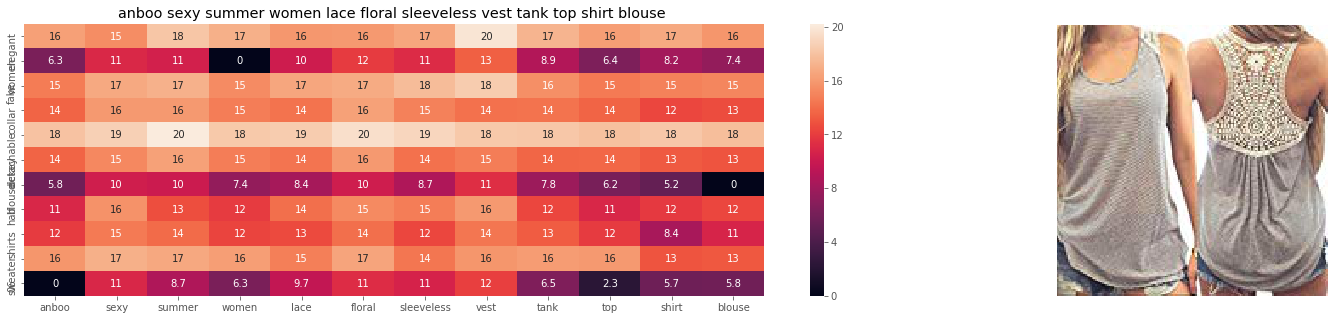 anboo sexy summer women lace floral sleeveless vest tank top shirt blouse
elegant 16 15 18 17 16 16 17 20 17 16 17 16
women 6.3 11 11 0 10 12 11 13 8.9 6.4 8.2 7.4
fake 15 17 17 15 17 17 18 18 16 15 15 15
collar 14 16 16 15 14 16 15 14 14 14 12 13
18 19 20 18 19 20 19 18 18 18 18 18
14 15 16 15 14 16 14 15 14 14 13 13
blouse 5.8 10 10 7.4 8.4 10 8.7 11 7.8 6.2 5.2 0
half 11 16 13 12 14 15 15 16 12 11 12 12
shirts 12 15 14 12 13 14 12 14 13 12 8.4 11
sweater 16 17 17 16 15 17 14 16 16 16 13 13
0 11 8.7 6.3 9.7 11 11 12 6.5 2.3 5.7 5.8
anboo sexy summer women lace floral sleeveless vest tank top shirt blouse
20
16
12
8
4
0